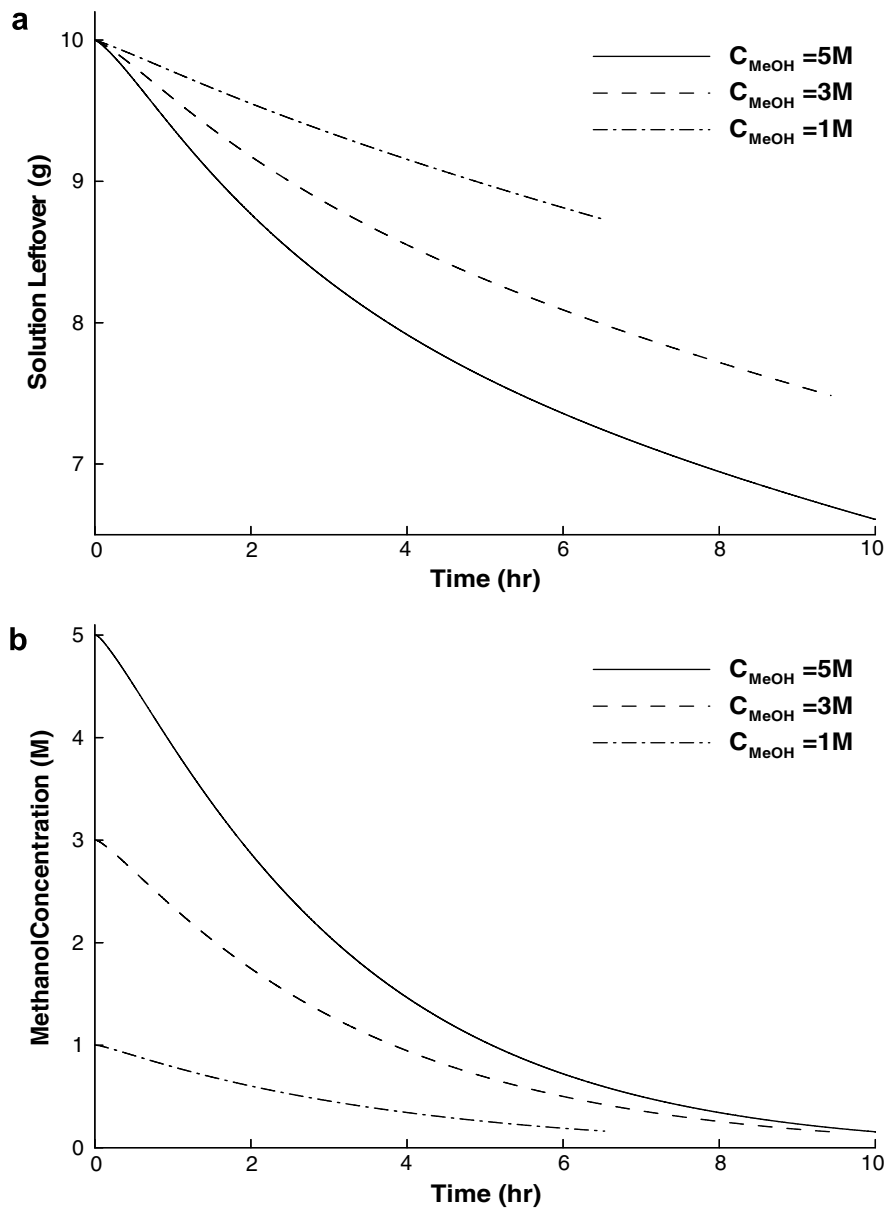 a
10
9
8
7
Solution Leftover (g)
C MeOH =5M
C MeOH =3M
C MeOH =1M
0 2 4 6 8 10
Time (hr)
b
5
4
3
2
1
0
MethanolConcentration (M)
C MeOH =5M
C MeOH =3M
C MeOH =1M
0 2 4 6 8 10
Time (hr)